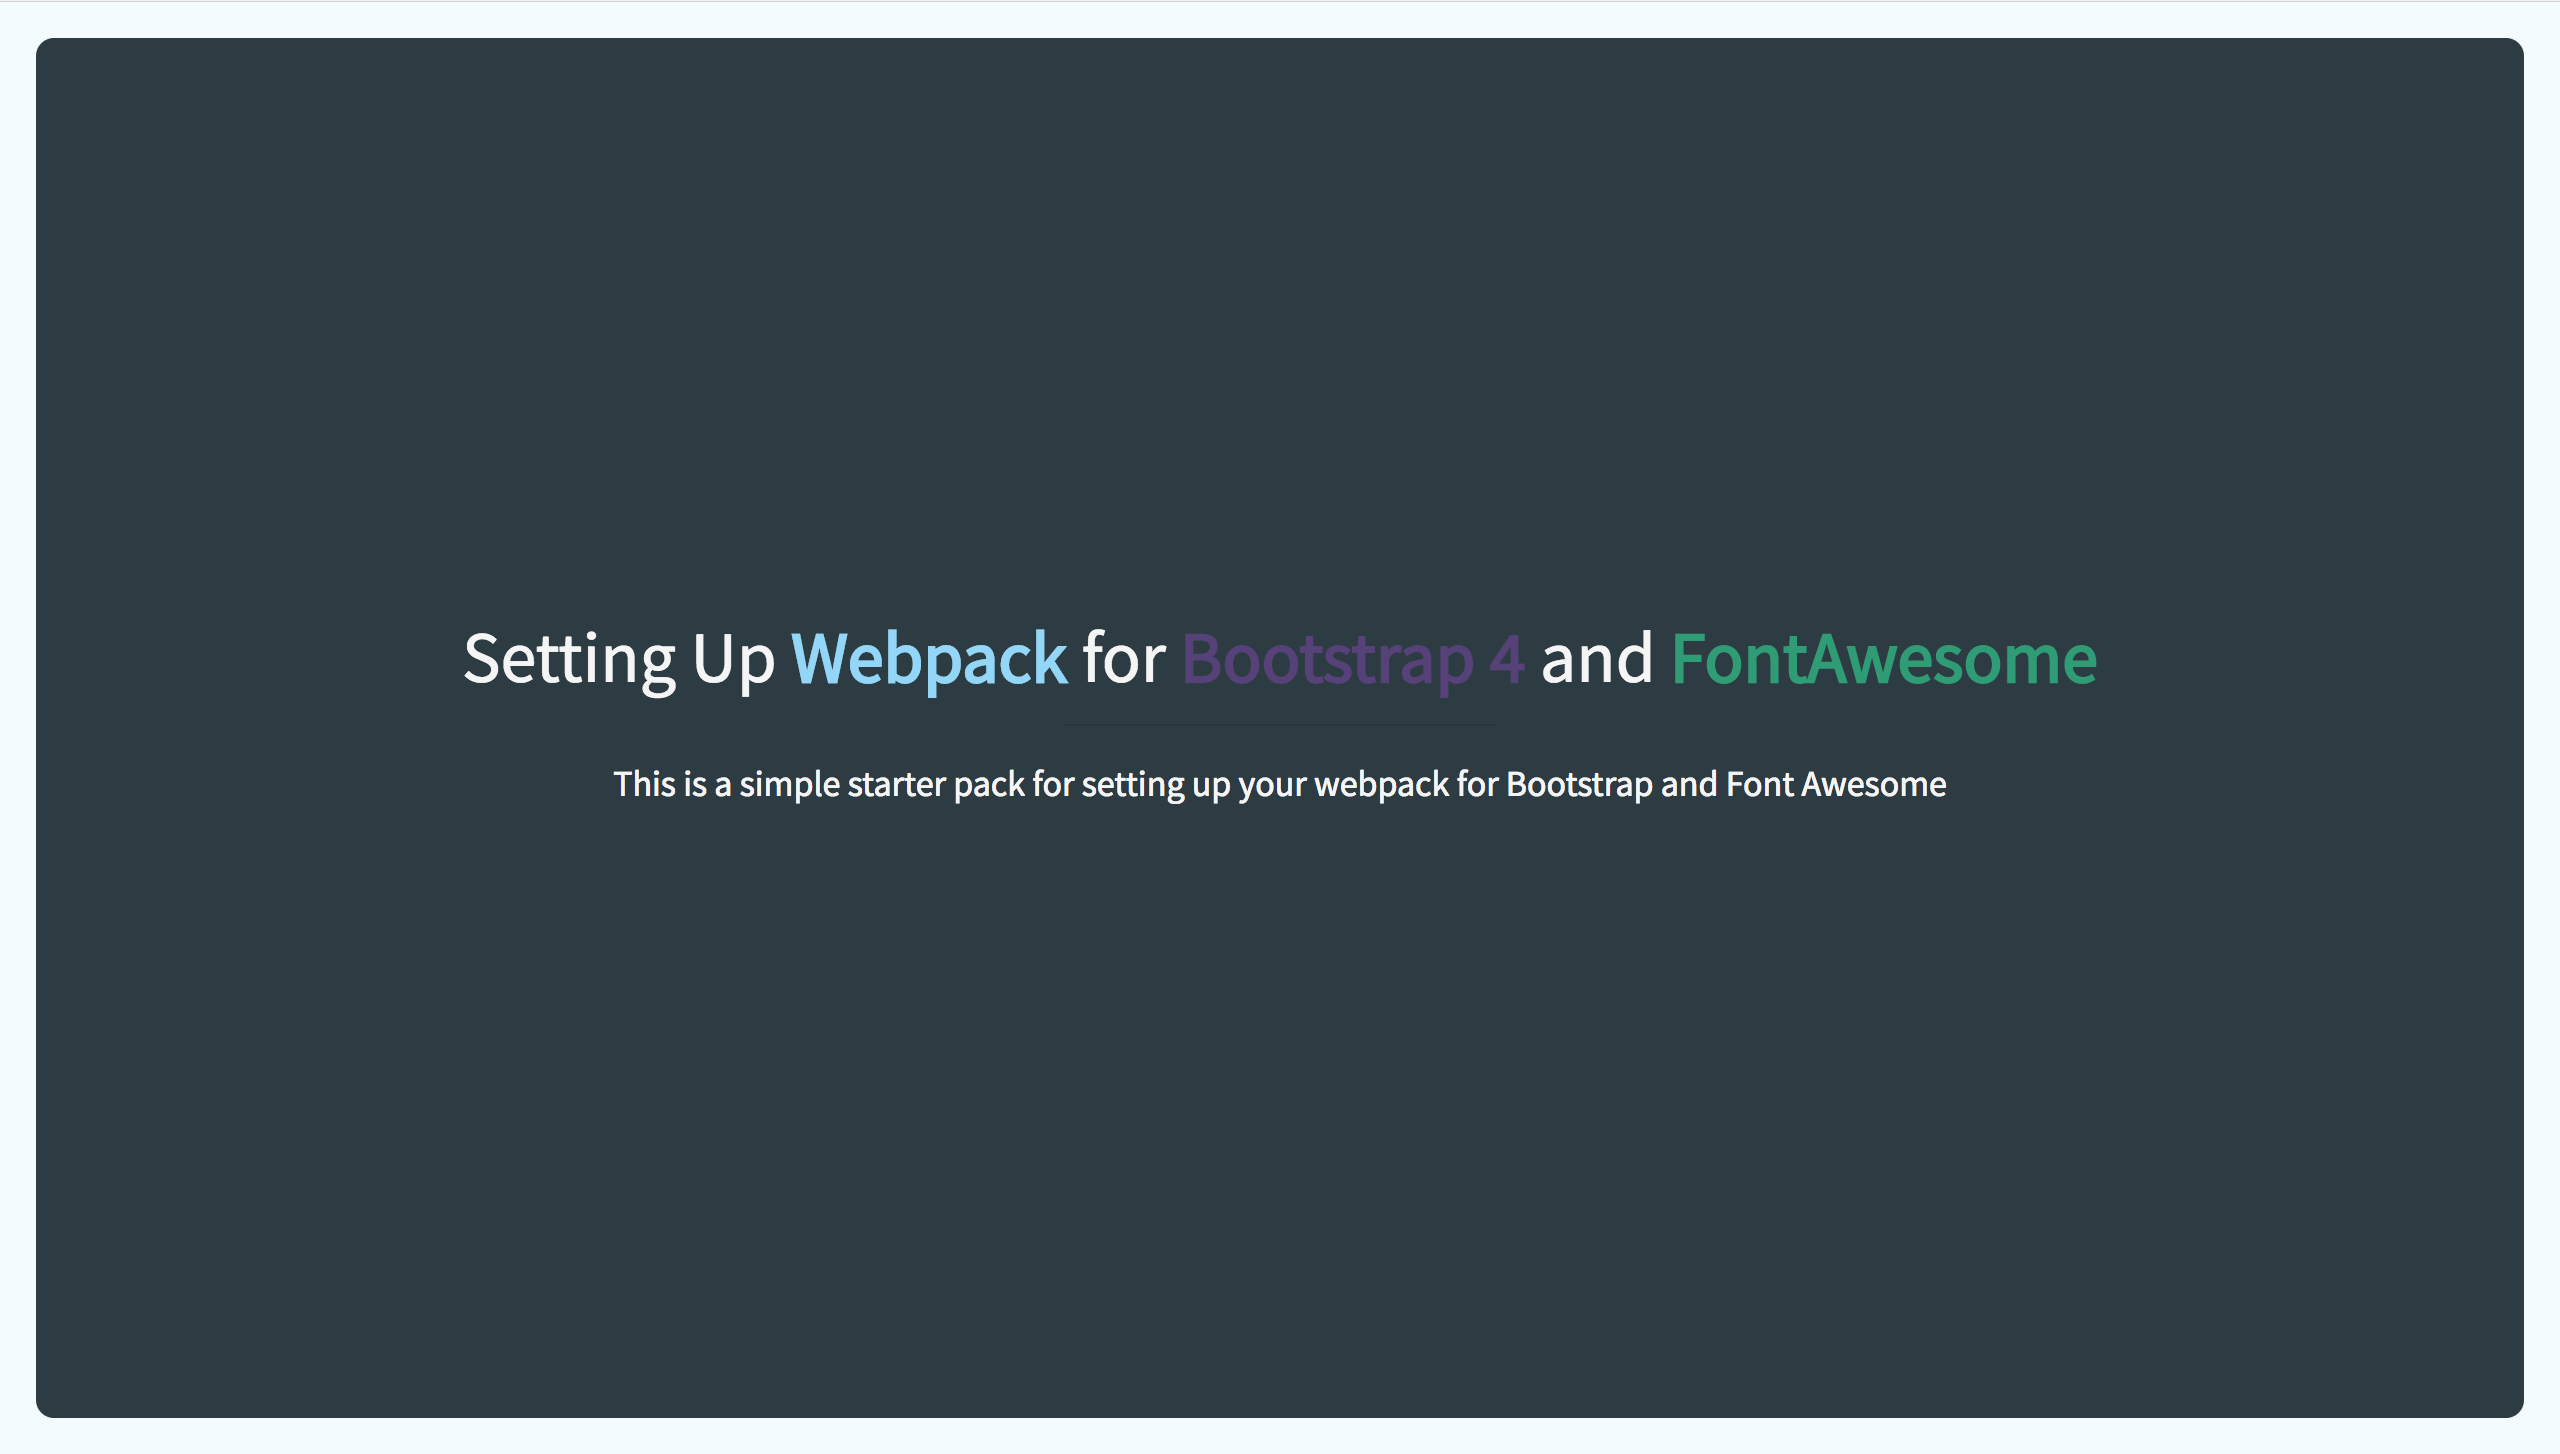 Setting Up Webpack for Bootstrap 4 and FontAwesome
This is a simple starter pack for setting up your webpack for Bootstrap and Font Awesome